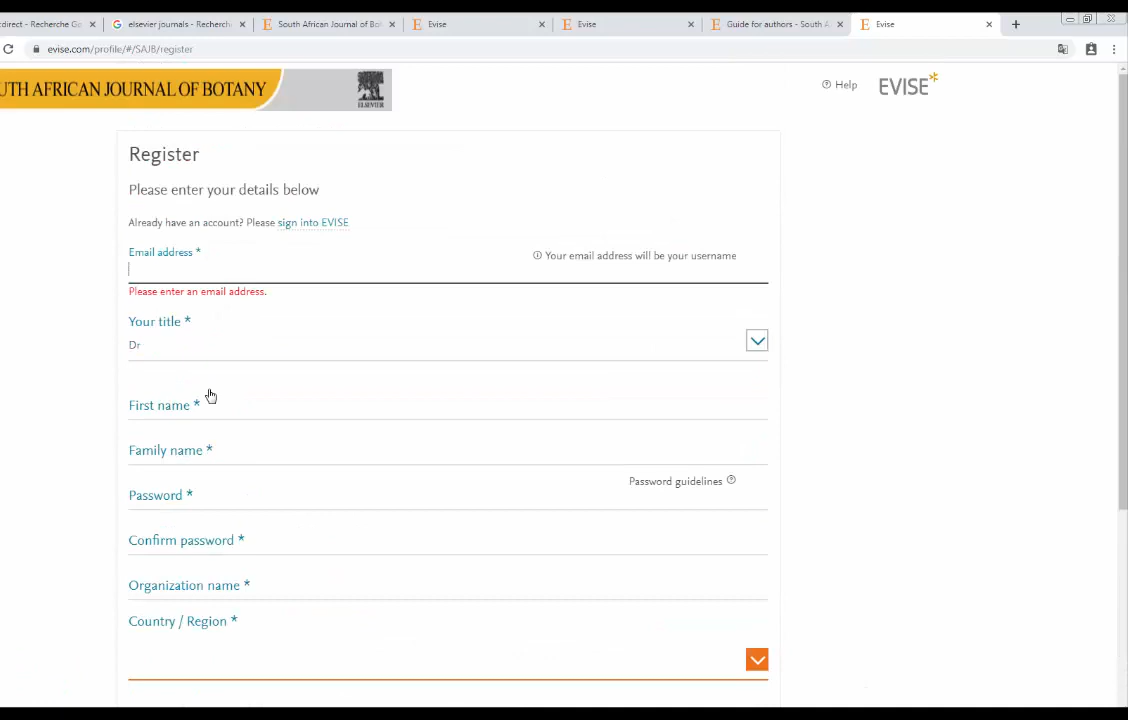 direct - Recherche Go
elsevier journals - Recherche
South African Journal of Bot
Evise
Evise
Guide for authors - South A
Evise
evise.com/profile/#/SAJB/register
UTH AFRICAN JOURNAL OF BOTANY
ELSEVIER
Help
EVISE
Register
Please enter your details below
Already have an account? Please sign into EVISE
Email address *
Your email address will be your username
Please enter an email address.
Your title *
Dr
First name *
Family name *
Password *
Password guidelines
Confirm password *
Organization name *
Country / Region *